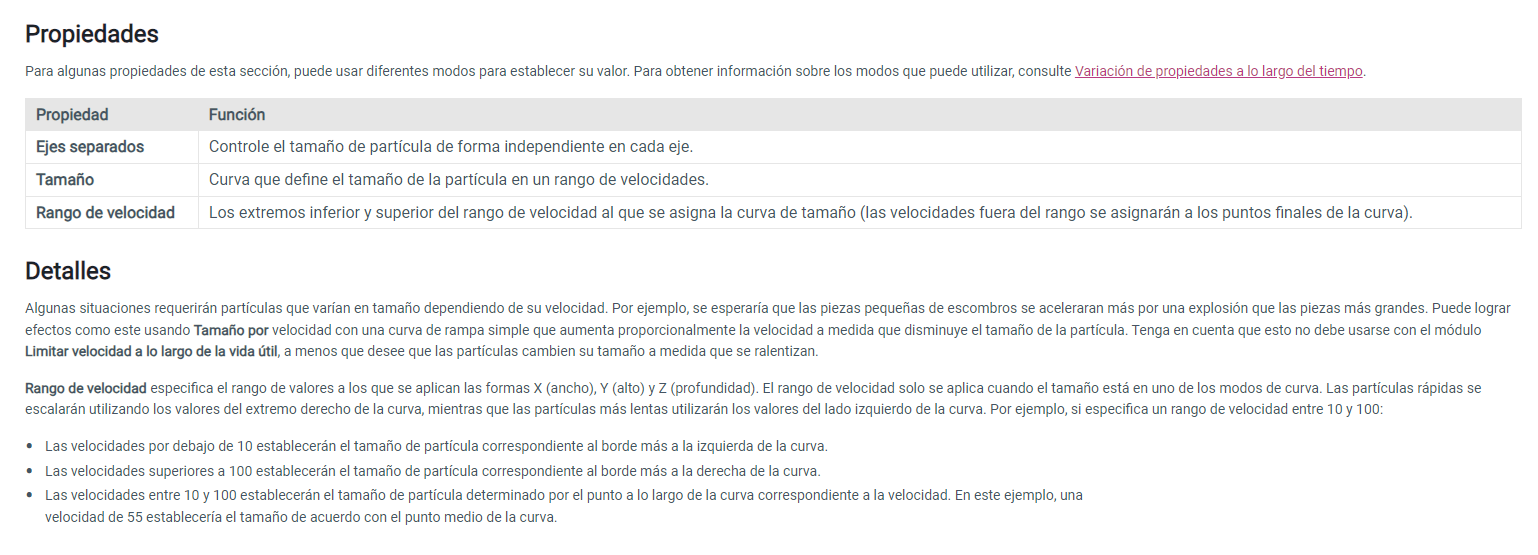 Propiedades
Para algunas propiedades de esta sección, puede usar diferentes modos para establecer su valor. Para obtener información sobre los modos que puede utilizar, consulte Variación de propiedades a lo largo del tiempo.
Propiedad Función
Ejes separados Controle el tamaño de partícula de forma independiente en cada eje.
Tamaño Curva que define el tamaño de la partícula en un rango de velocidades.
Rango de velocidad Los extremos inferior y superior del rango de velocidad al que se asigna la curva de tamaño (las velocidades fuera del rango se asignarán a los puntos finales de la curva).
Detalles
Algunas situaciones requerirán partículas que varían en tamaño dependiendo de su velocidad. Por ejemplo, se esperaría que las piezas pequeñas de escombros se aceleraran más por una explosión que las piezas más grandes. Puede lograr
efectos como este usando Tamaño por velocidad con una curva de rampa simple que aumenta proporcionalmente la velocidad a medida que disminuye el tamaño de la partícula. Tenga en cuenta que esto no debe usarse con el módulo
Limitar velocidad a lo largo de la vida útil, a menos que desee que las partículas cambien su tamaño a medida que se ralentizan.
Rango de velocidad especifica el rango de valores a los que se aplican las formas X (ancho), Y (alto) y Z (profundidad). El rango de velocidad solo se aplica cuando el tamaño está en uno de los modos de curva. Las partículas rápidas se
escalarán utilizando los valores del extremo derecho de la curva, mientras que las partículas más lentas utilizarán los valores del lado izquierdo de la curva. Por ejemplo, si especifica un rango de velocidad entre 10 y 100:
• Las velocidades por debajo de 10 establecerán el tamaño de partícula correspondiente al borde más a la izquierda de la curva.
• Las velocidades superiores a 100 establecerán el tamaño de partícula correspondiente al borde más a la derecha de la curva.
• Las velocidades entre 10 y 100 establecerán el tamaño de partícula determinado por el punto a lo largo de la curva correspondiente a la velocidad. En este ejemplo, una
velocidad de 55 establecería el tamaño de acuerdo con el punto medio de la curva.